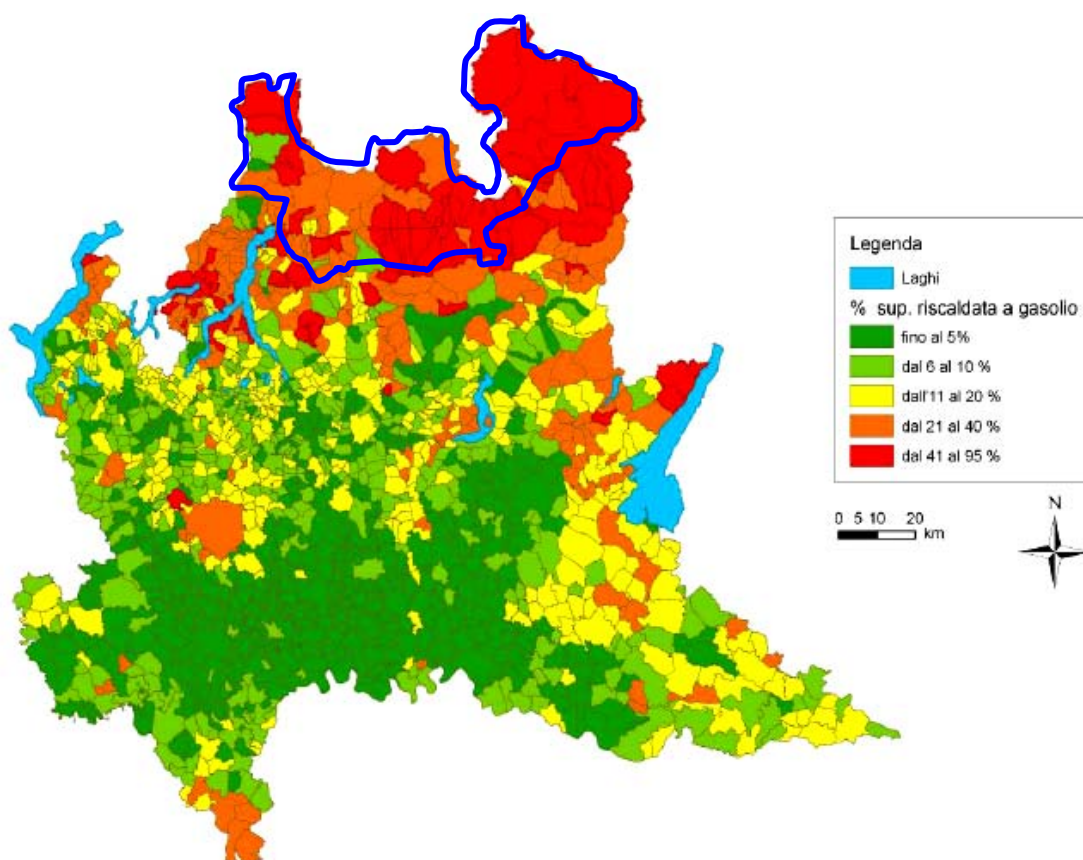 Legenda
Laghi
% sup. riscaldata a gasolio
fino al 5%
dal 6 al 10 %
dall'11 al 20 %
dal 21 al 40 %
dal 41 al 95 %
0 5 10 20
km
N